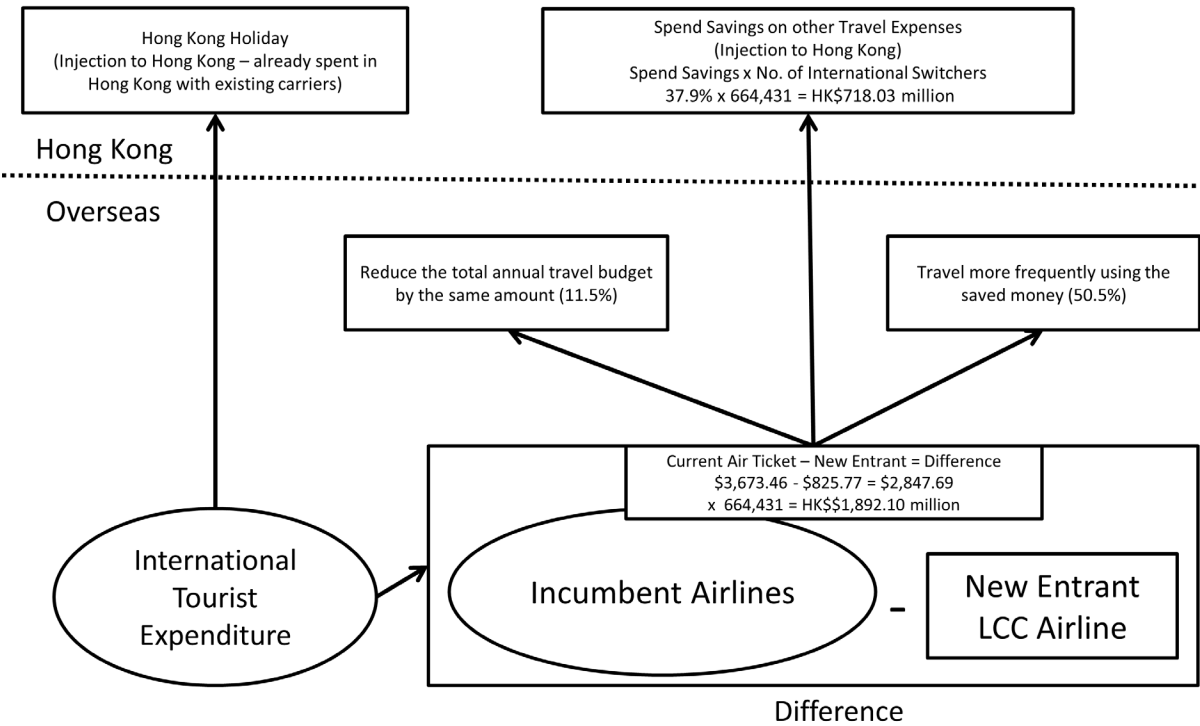 Hong Kong Holiday
(Injection to Hong Kong – already spent in
Hong Kong with existing carriers)
Spend Savings on other Travel Expenses
(Injection to Hong Kong)
Spend Savings x No. of International Switchers
37.9% x 664,431 = HK$718.03 million
Hong Kong
Overseas
Reduce the total annual travel budget
by the same amount (11.5%)
Travel more frequently using the
saved money (50.5%)
Current Air Ticket – New Entrant = Difference
$3,673.46 - $825.77 = $2,847.69
x 664,431 = HK$$1,892.10 million
International
Tourist
Expenditure
Incumbent Airlines
-
New Entrant
LCC Airline
Difference